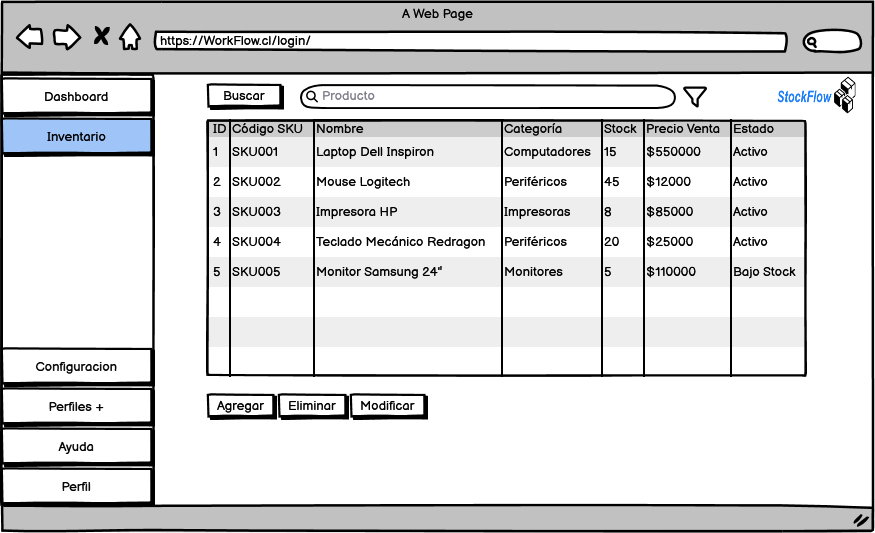 A Web Page
https://WorkFlow.cl/login/
Dashboard
Inventario
Configuracion
Perfiles +
Ayuda
Perfil
Buscar
Producto
StockFlow
ID Código SKU Nombre Categoría Stock Precio Venta Estado
1 SKU001 Laptop Dell Inspiron Computadores 15 $550000 Activo
2 SKU002 Mouse Logitech Periféricos 45 $12000 Activo
3 SKU003 Impresora HP Impresoras 8 $85000 Activo
4 SKU004 Teclado Mecánico Redragon Periféricos 20 $25000 Activo
5 SKU005 Monitor Samsung 24" Monitores 5 $110000 Bajo Stock
Agregar
Eliminar
Modificar